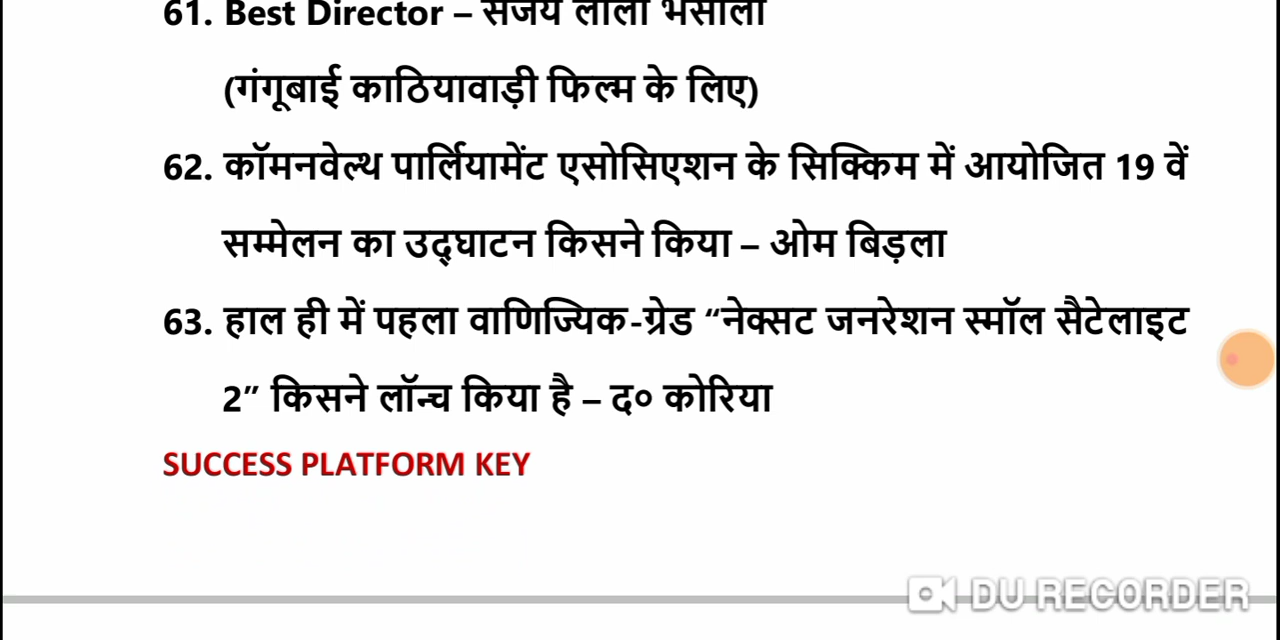 61. Best Director – संजय लीला भंसाली
(गंगूबाई काठियावाड़ी फिल्म के लिए)
62. कॉमनवेल्थ पार्लियामेंट एसोसिएशन के सिक्किम में आयोजित 19 वें
सम्मेलन का उद्घाटन किसने किया – ओम बिड़ला
63. हाल ही में पहला वाणिज्यिक-ग्रेड “नेक्सट जनरेशन स्मॉल सैटेलाइट
2” किसने लॉन्च किया है – द० कोरिया
SUCCESS PLATFORM KEY
DU RECORDER